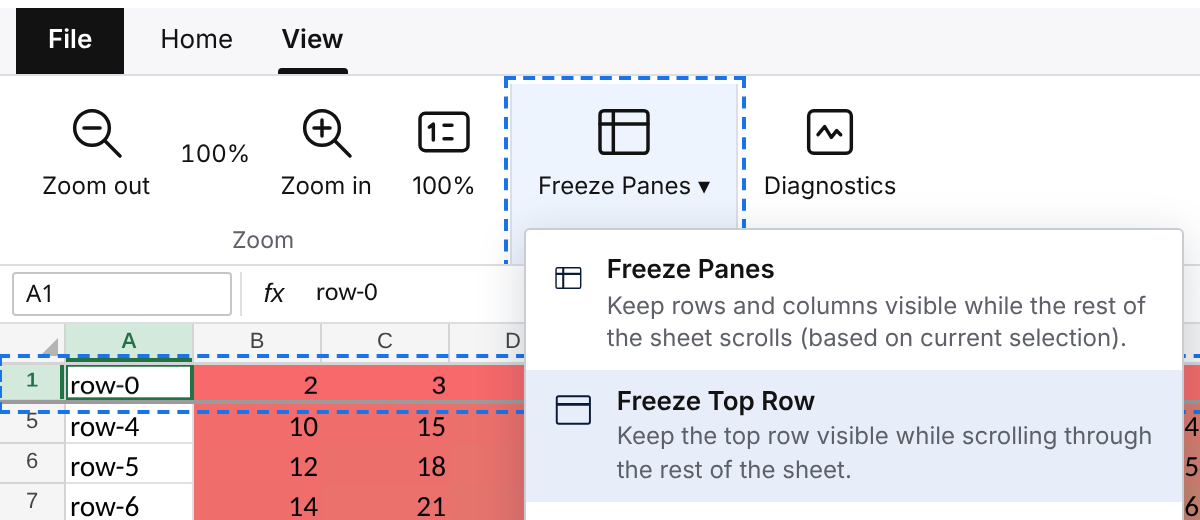 File Home View
100%
Zoom out Zoom in 100% Freeze Panes ▾ Diagnostics
Zoom
A1 fx row-0
Freeze Panes
Keep rows and columns visible while the rest of
the sheet scrolls (based on current selection).
A B C D
1 row-0 2 3
Freeze Top Row
Keep the top row visible while scrolling through
the rest of the sheet.
5 row-4 10 15 4
6 row-5 12 18 5
7 row-6 14 21 6